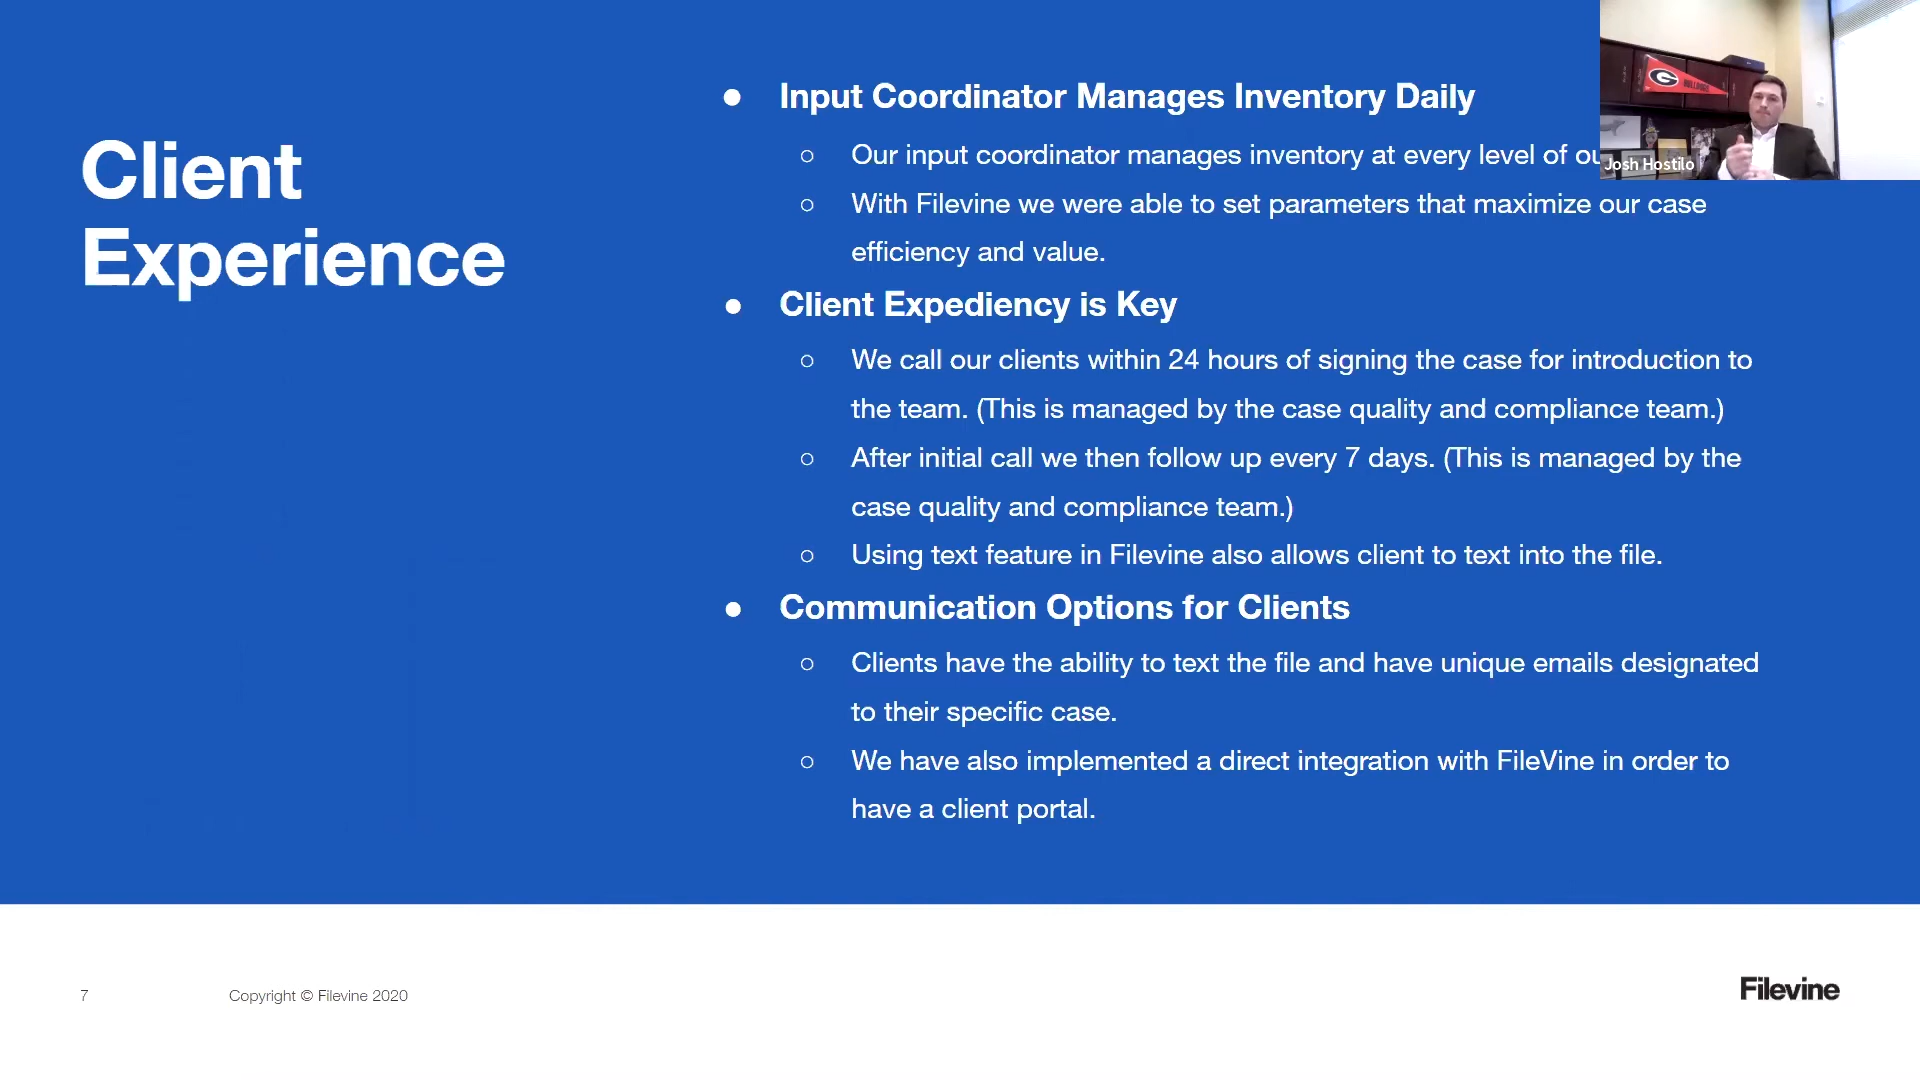 Client
Experience
● Input Coordinator Manages Inventory Daily
○ Our input coordinator manages inventory at every level of
○ With Filevine we were able to set parameters that maximize our case
efficiency and value.
● Client Expediency is Key
○ We call our clients within 24 hours of signing the case for introduction to
the team. (This is managed by the case quality and compliance team.)
○ After initial call we then follow up every 7 days. (This is managed by the
case quality and compliance team.)
○ Using text feature in Filevine also allows client to text into the file.
● Communication Options for Clients
○ Clients have the ability to text the file and have unique emails designated
to their specific case.
○ We have also implemented a direct integration with FileVine in order to
have a client portal.
G BULLDOGS
Josh Hostilo
7
Copyright © Filevine 2020
Filevine